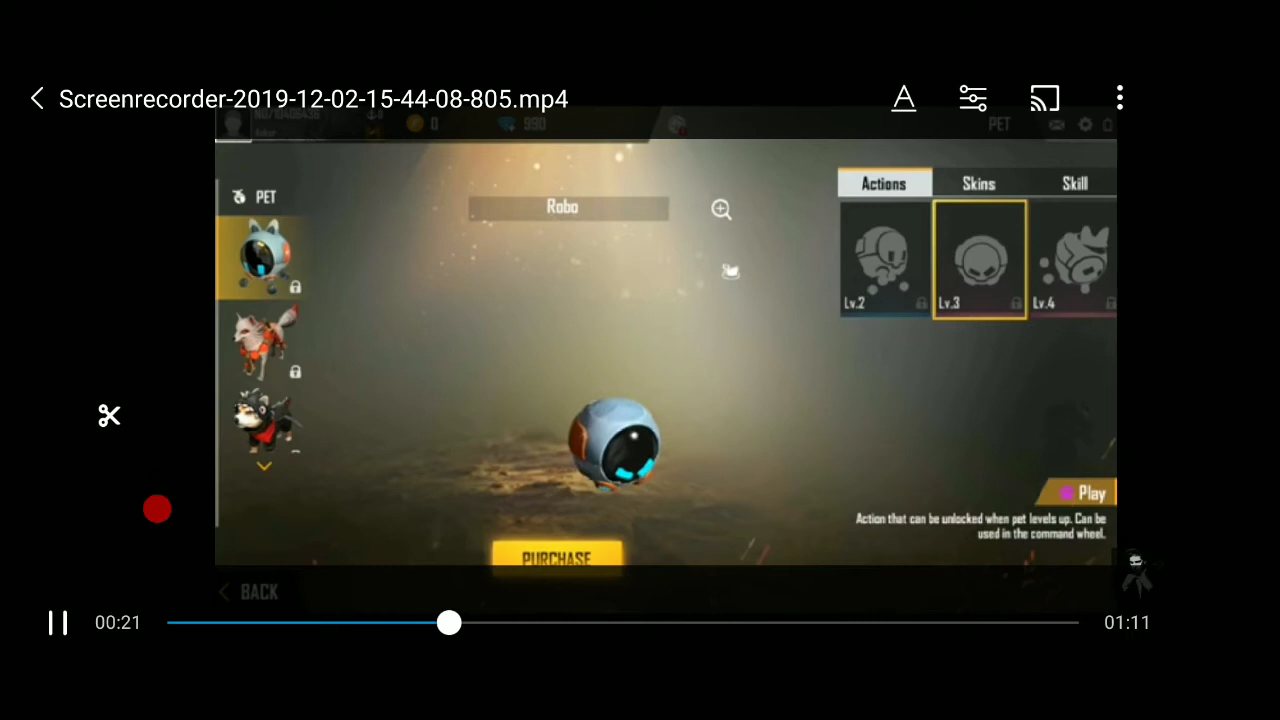 Screenrecorder-2019-12-02-15-44-08-805.mp4
0
990
PET
PET
Robo
Actions
Skins
Skill
Lv.2
Lv.3
Lv.4
Play
Action that can be unlocked when pet levels up. Can be
used in the command wheel.
PURCHASE
BACK
00:21
01:11